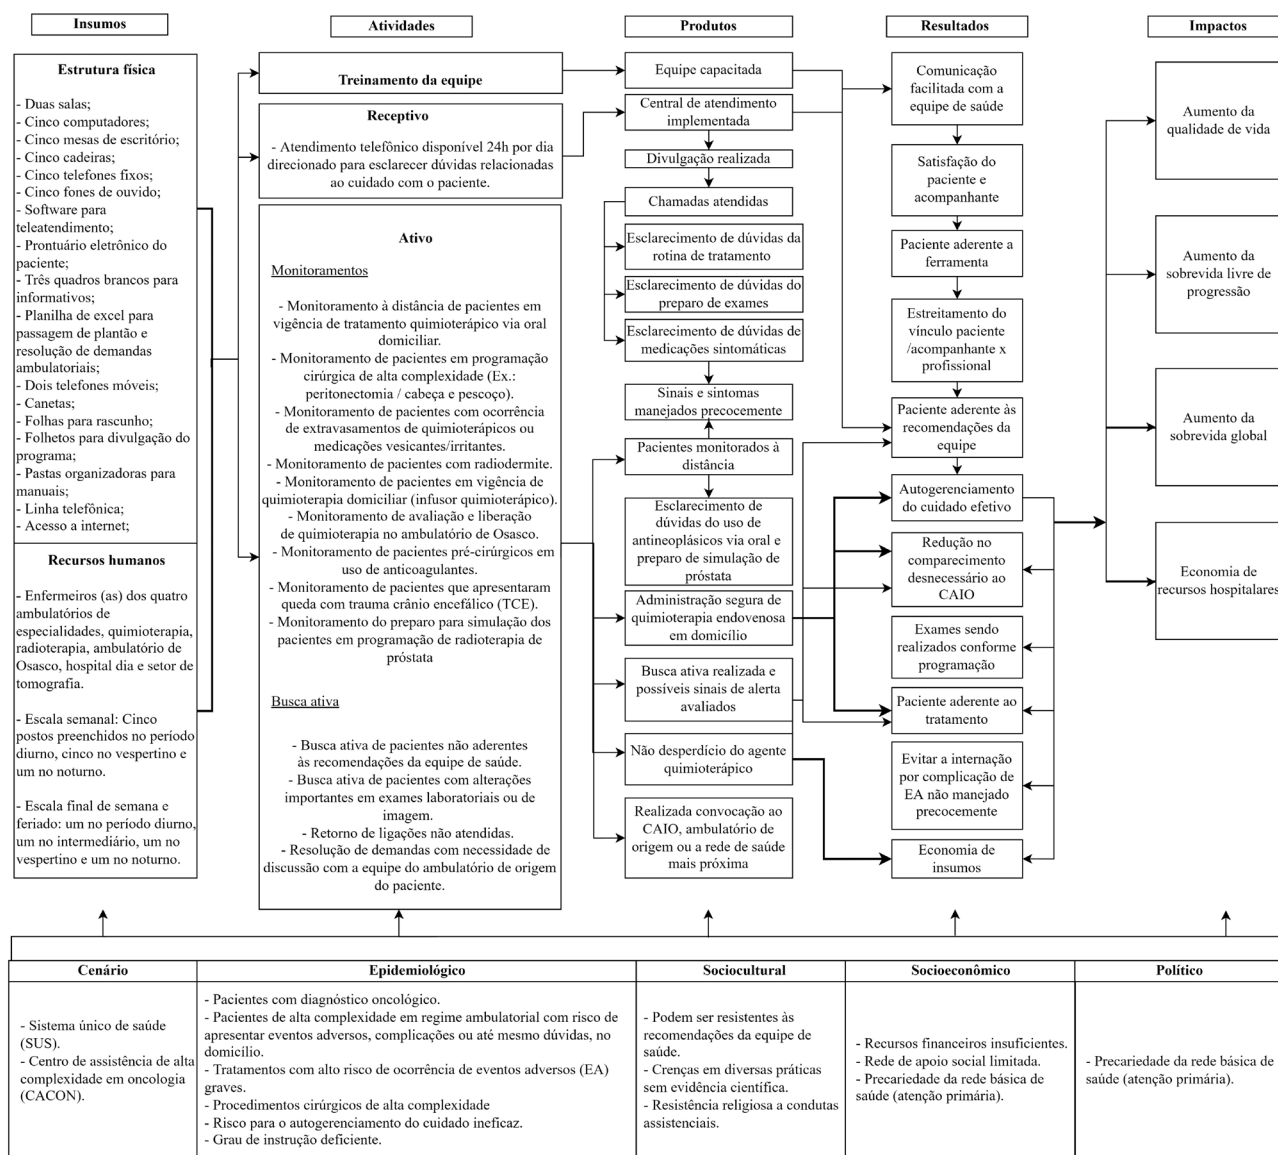 Insumos
Estrutura física
- Duas salas;
- Cinco computadores;
- Cinco mesas de escritório;
- Cinco cadeiras;
- Cinco telefones fixos;
- Cinco fones de ouvido;
- Software para
teleatendimento;
- Prontuário eletrônico do
paciente;
- Três quadros brancos para
informativos;
- Planilha de excel para
passagem de plantão e
resolução de demandas
ambulatoriais;
- Dois telefones móveis;
- Canetas;
- Folhas para rascunho;
- Folhetos para divulgação do
programa;
- Pastas organizadoras para
manuais;
- Linha telefônica;
- Acesso a internet;
Recursos humanos
- Enfermeiros (as) dos quatro
ambulatórios de
especialidades, quimioterapia,
radioterapia, ambulatório de
Osasco, hospital dia e setor de
tomografia.
- Escala semanal: Cinco
postos preenchidos no período
diurno, cinco no vespertino e
um no noturno.
- Escala final de semana e
feriado: um no período diurno,
um no intermediário, um no
vespertino e um no noturno.
Atividades
Treinamento da equipe
Receptivo
- Atendimento telefônico disponível 24h por dia
direcionado para esclarecer dúvidas relacionadas
ao cuidado com o paciente.
Ativo
Monitoramentos
- Monitoramento à distância de pacientes em
vigência de tratamento quimioterápico via oral
domiciliar.
- Monitoramento de pacientes em programação
cirúrgica de alta complexidade (Ex.:
peritonectomia / cabeça e pescoço).
- Monitoramento de pacientes com ocorrência
de extravasamentos de quimioterápicos ou
medicações vesicantes/irritantes.
- Monitoramento de pacientes com radiodermite.
- Monitoramento de pacientes em vigência de
quimioterapia domiciliar (infusor quimioterápico).
- Monitoramento de avaliação e liberação
de quimioterapia no ambulatório de Osasco.
- Monitoramento de pacientes pré-cirúrgicos em
uso de anticoagulantes.
- Monitoramento de pacientes que apresentaram
queda com trauma crânio encefálico (TCE).
- Monitoramento do preparo para simulação dos
pacientes em programação de radioterapia de
próstata
Busca ativa
- Busca ativa de pacientes não aderentes
às recomendações da equipe de saúde.
- Busca ativa de pacientes com alterações
importantes em exames laboratoriais ou de
imagem.
- Retorno de ligações não atendidas.
- Resolução de demandas com necessidade de
discussão com a equipe do ambulatório de origem
do paciente.
Produtos
Equipe capacitada
Central de atendimento
implementada
Divulgação realizada
Chamadas atendidas
Esclarecimento de dúvidas da
rotina de tratamento
Esclarecimento de dúvidas do
preparo de exames
Esclarecimento de dúvidas de
medicações sintomáticas
Sinais e sintomas
manejados precocemente
Pacientes monitorados à
distância
Esclarecimento de
dúvidas do uso de
antineoplásicos via oral e
preparo de simulação de
próstata
Administração segura de
quimioterapia endovenosa
em domicílio
Busca ativa realizada e
possíveis sinais de alerta
avaliados
Não desperdício do agente
quimioterápico
Realizada convocação ao
CAIO, ambulatório de
origem ou a rede de saúde
mais próxima
Resultados
Comunicação
facilitada com a
equipe de saúde
Satisfação do
paciente e
acompanhante
Paciente aderente a
ferramenta
Estreitamento do
vínculo paciente
/acompanhante x
profissional
Paciente aderente às
recomendações da
equipe
Autogerenciamento
do cuidado efetivo
Redução no
comparecimento
desnecessário ao
CAIO
Exames sendo
realizados conforme
programação
Paciente aderente ao
tratamento
Evitar a internação
por complicação de
EA não manejado
precocemente
Economia de
insumos
Impactos
Aumento da
qualidade de vida
Aumento da
sobrevida livre de
progressão
Aumento da
sobrevida global
Economia de
recursos hospitalares
Cenário
- Sistema único de saúde
(SUS).
- Centro de assistência de alta
complexidade em oncologia
(CACON).
Epidemiológico
- Pacientes com diagnóstico oncológico.
- Pacientes de alta complexidade em regime ambulatorial com risco de
apresentar eventos adversos, complicações ou até mesmo dúvidas, no
domicílio.
- Tratamentos com alto risco de ocorrência de eventos adversos (EA)
graves.
- Procedimentos cirúrgicos de alta complexidade
- Risco para o autogerenciamento do cuidado ineficaz.
- Grau de instrução deficiente.
Sociocultural
- Podem ser resistentes às
recomendações da equipe de
saúde.
- Crenças em diversas práticas
sem evidência científica.
- Resistência religiosa a condutas
assistenciais.
Socioeconômico
- Recursos financeiros insuficientes.
- Rede de apoio social limitada.
- Precariedade da rede básica de
saúde (atenção primária).
Político
- Precariedade da rede básica de
saúde (atenção primária).